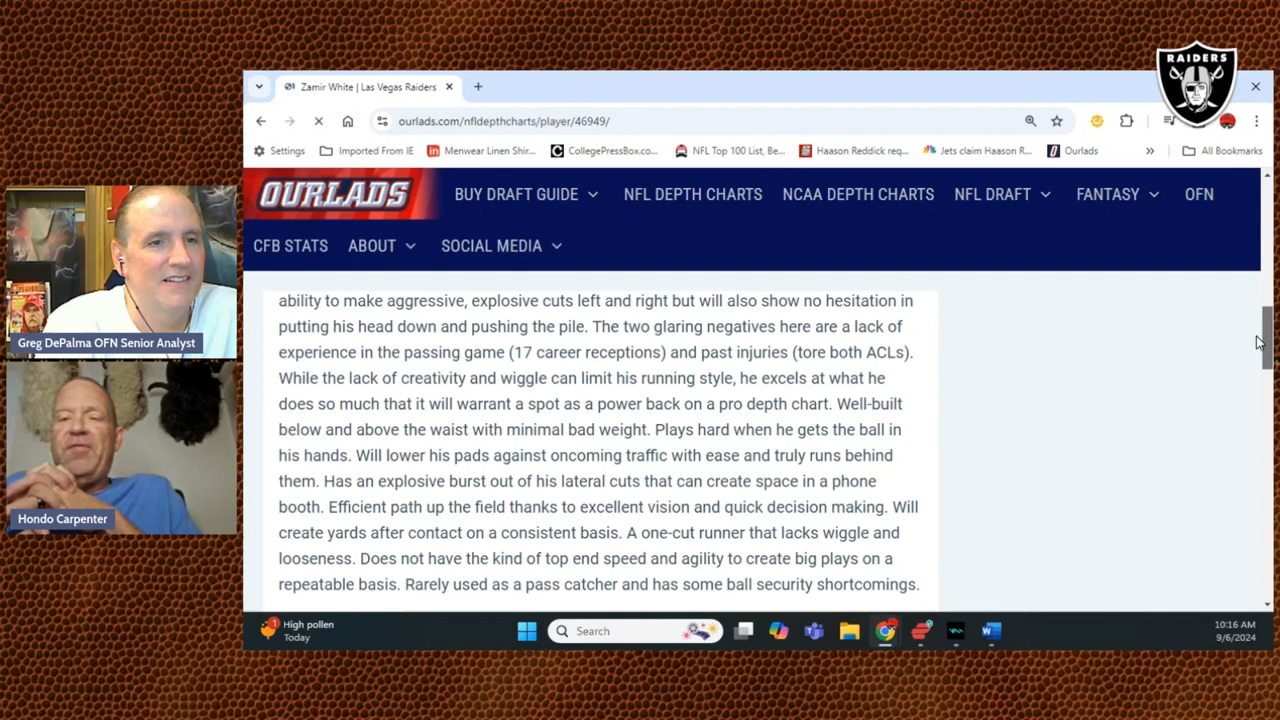 RAIDERS
Zamir White | Las Vegas Raiders
ourlads.com/nfldepthcharts/player/46949/
Settings
Imported From IE
Menwear Linen Shir...
CollegePressBox.co...
NFL Top 100 List, Be...
Haason Reddick req...
Jets claim Haason R...
Ourlads
All Bookmarks
OURLADS
BUY DRAFT GUIDE
NFL DEPTH CHARTS
NCAA DEPTH CHARTS
NFL DRAFT
FANTASY
OFN
CFB STATS
ABOUT
SOCIAL MEDIA
ability to make aggressive, explosive cuts left and right but will also show no hesitation in
putting his head down and pushing the pile. The two glaring negatives here are a lack of
experience in the passing game (17 career receptions) and past injuries (tore both ACLs).
While the lack of creativity and wiggle can limit his running style, he excels at what he
does so much that it will warrant a spot as a power back on a pro depth chart. Well-built
below and above the waist with minimal bad weight. Plays hard when he gets the ball in
his hands. Will lower his pads against oncoming traffic with ease and truly runs behind
them. Has an explosive burst out of his lateral cuts that can create space in a phone
booth. Efficient path up the field thanks to excellent vision and quick decision making. Will
create yards after contact on a consistent basis. A one-cut runner that lacks wiggle and
looseness. Does not have the kind of top end speed and agility to create big plays on a
repeatable basis. Rarely used as a pass catcher and has some ball security shortcomings.
Greg DePalma OFN Senior Analyst
Hondo Carpenter
High pollen
Today
Search
10:16 AM
9/6/2024